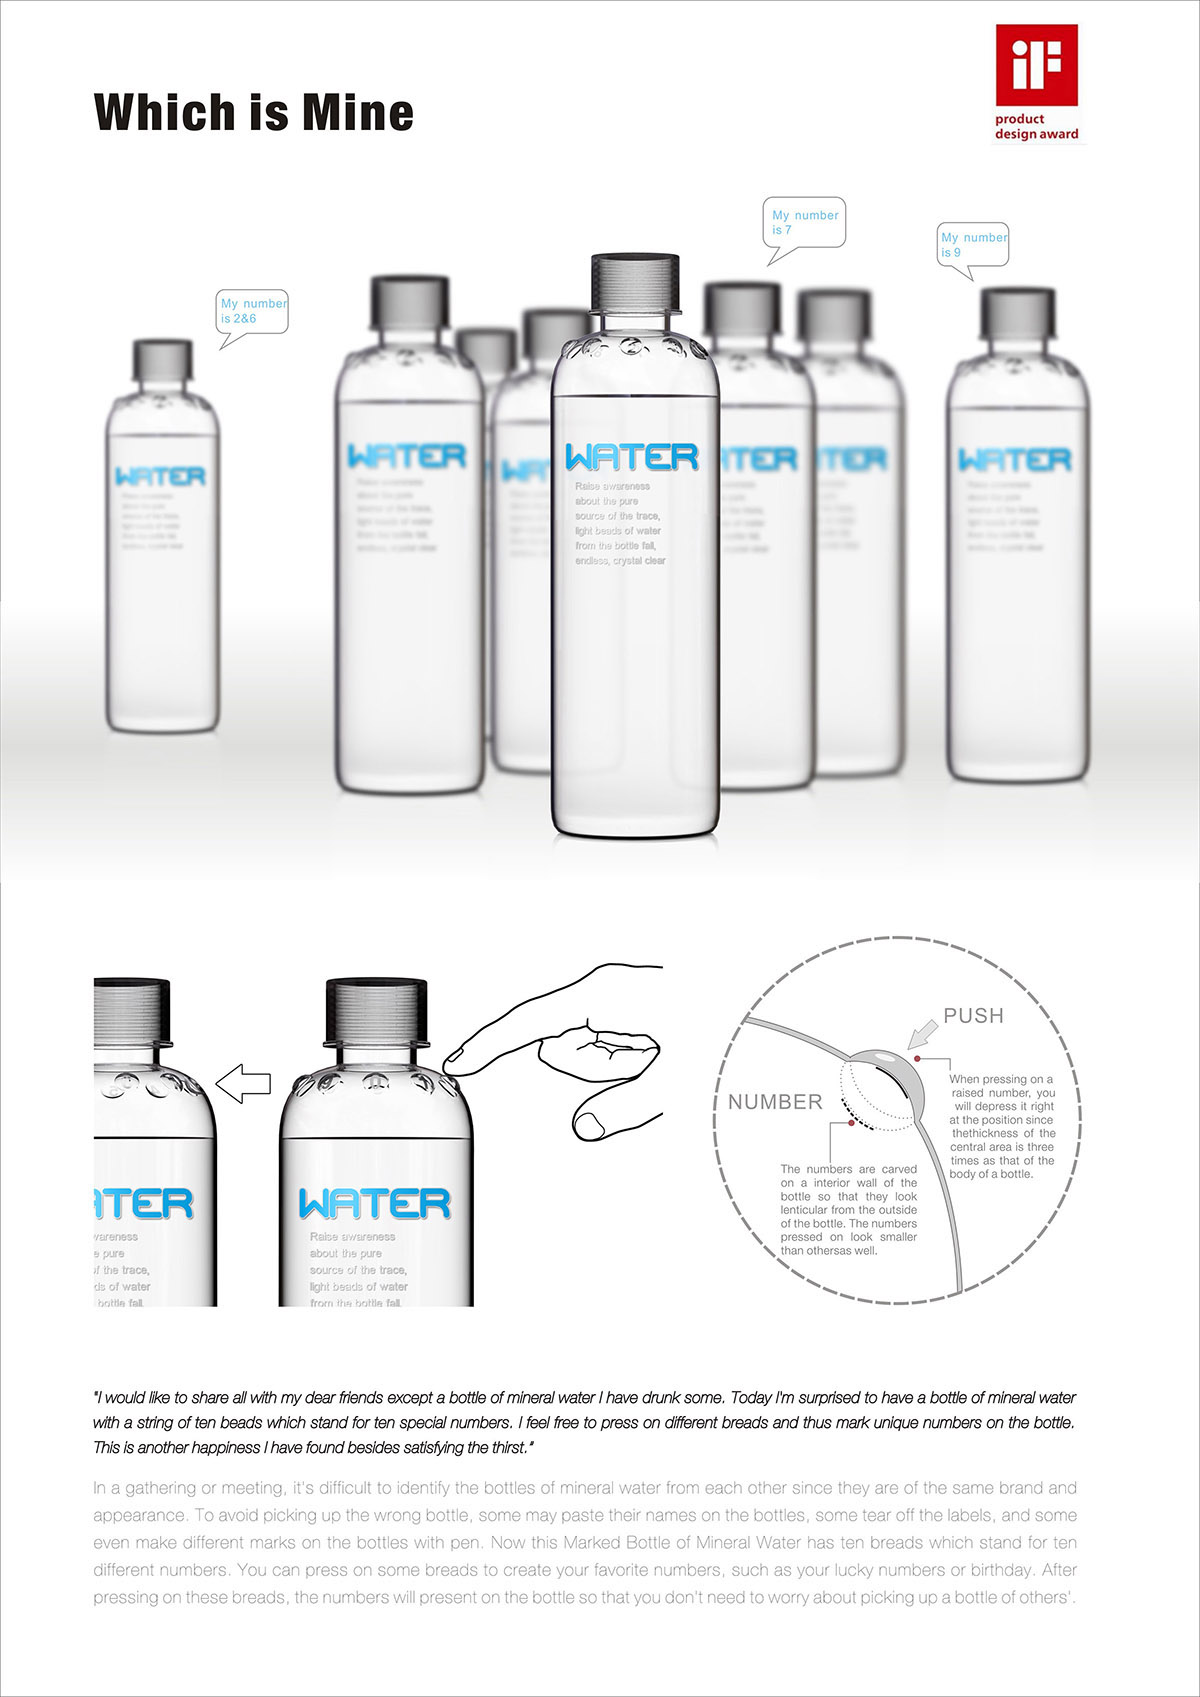 Which is Mine
iF
product
design award
My number
is 2&6
My number
is 7
My number
is 9
WATER
WATER
WATER
WATER
Raise awareness
about the pure
source of the trace,
light beads of water
from the bottle fall,
endless, crystal clear
WATER
PUSH
When pressing on a
raised number, you
will depress it right
at the position since
thethickness of the
central area is three
times as that of the
body of a bottle.
NUMBER
The numbers are carved
on a interior wall of the
bottle so that they look
lenticular from the outside
of the bottle. The numbers
pressed on look smaller
than othersas well.
ATER
awareness
e pure
of the trace,
ds of water
bottle fall,
WATER
Raise awareness
about the pure
source of the trace,
light beads of water
from the bottle fall,
"I would like to share all with my dear friends except a bottle of mineral water I have drunk some. Today I'm surprised to have a bottle of mineral water
with a string of ten beads which stand for ten special numbers. I feel free to press on different breads and thus mark unique numbers on the bottle.
This is another happiness I have found besides satisfying the thirst."
In a gathering or meeting, it's difficult to identify the bottles of mineral water from each other since they are of the same brand and
appearance. To avoid picking up the wrong bottle, some may paste their names on the bottles, some tear off the labels, and some
even make different marks on the bottles with pen. Now this Marked Bottle of Mineral Water has ten breads which stand for ten
different numbers. You can press on some breads to create your favorite numbers, such as your lucky numbers or birthday. After
pressing on these breads, the numbers will present on the bottle so that you don't need to worry about picking up a bottle of others'.